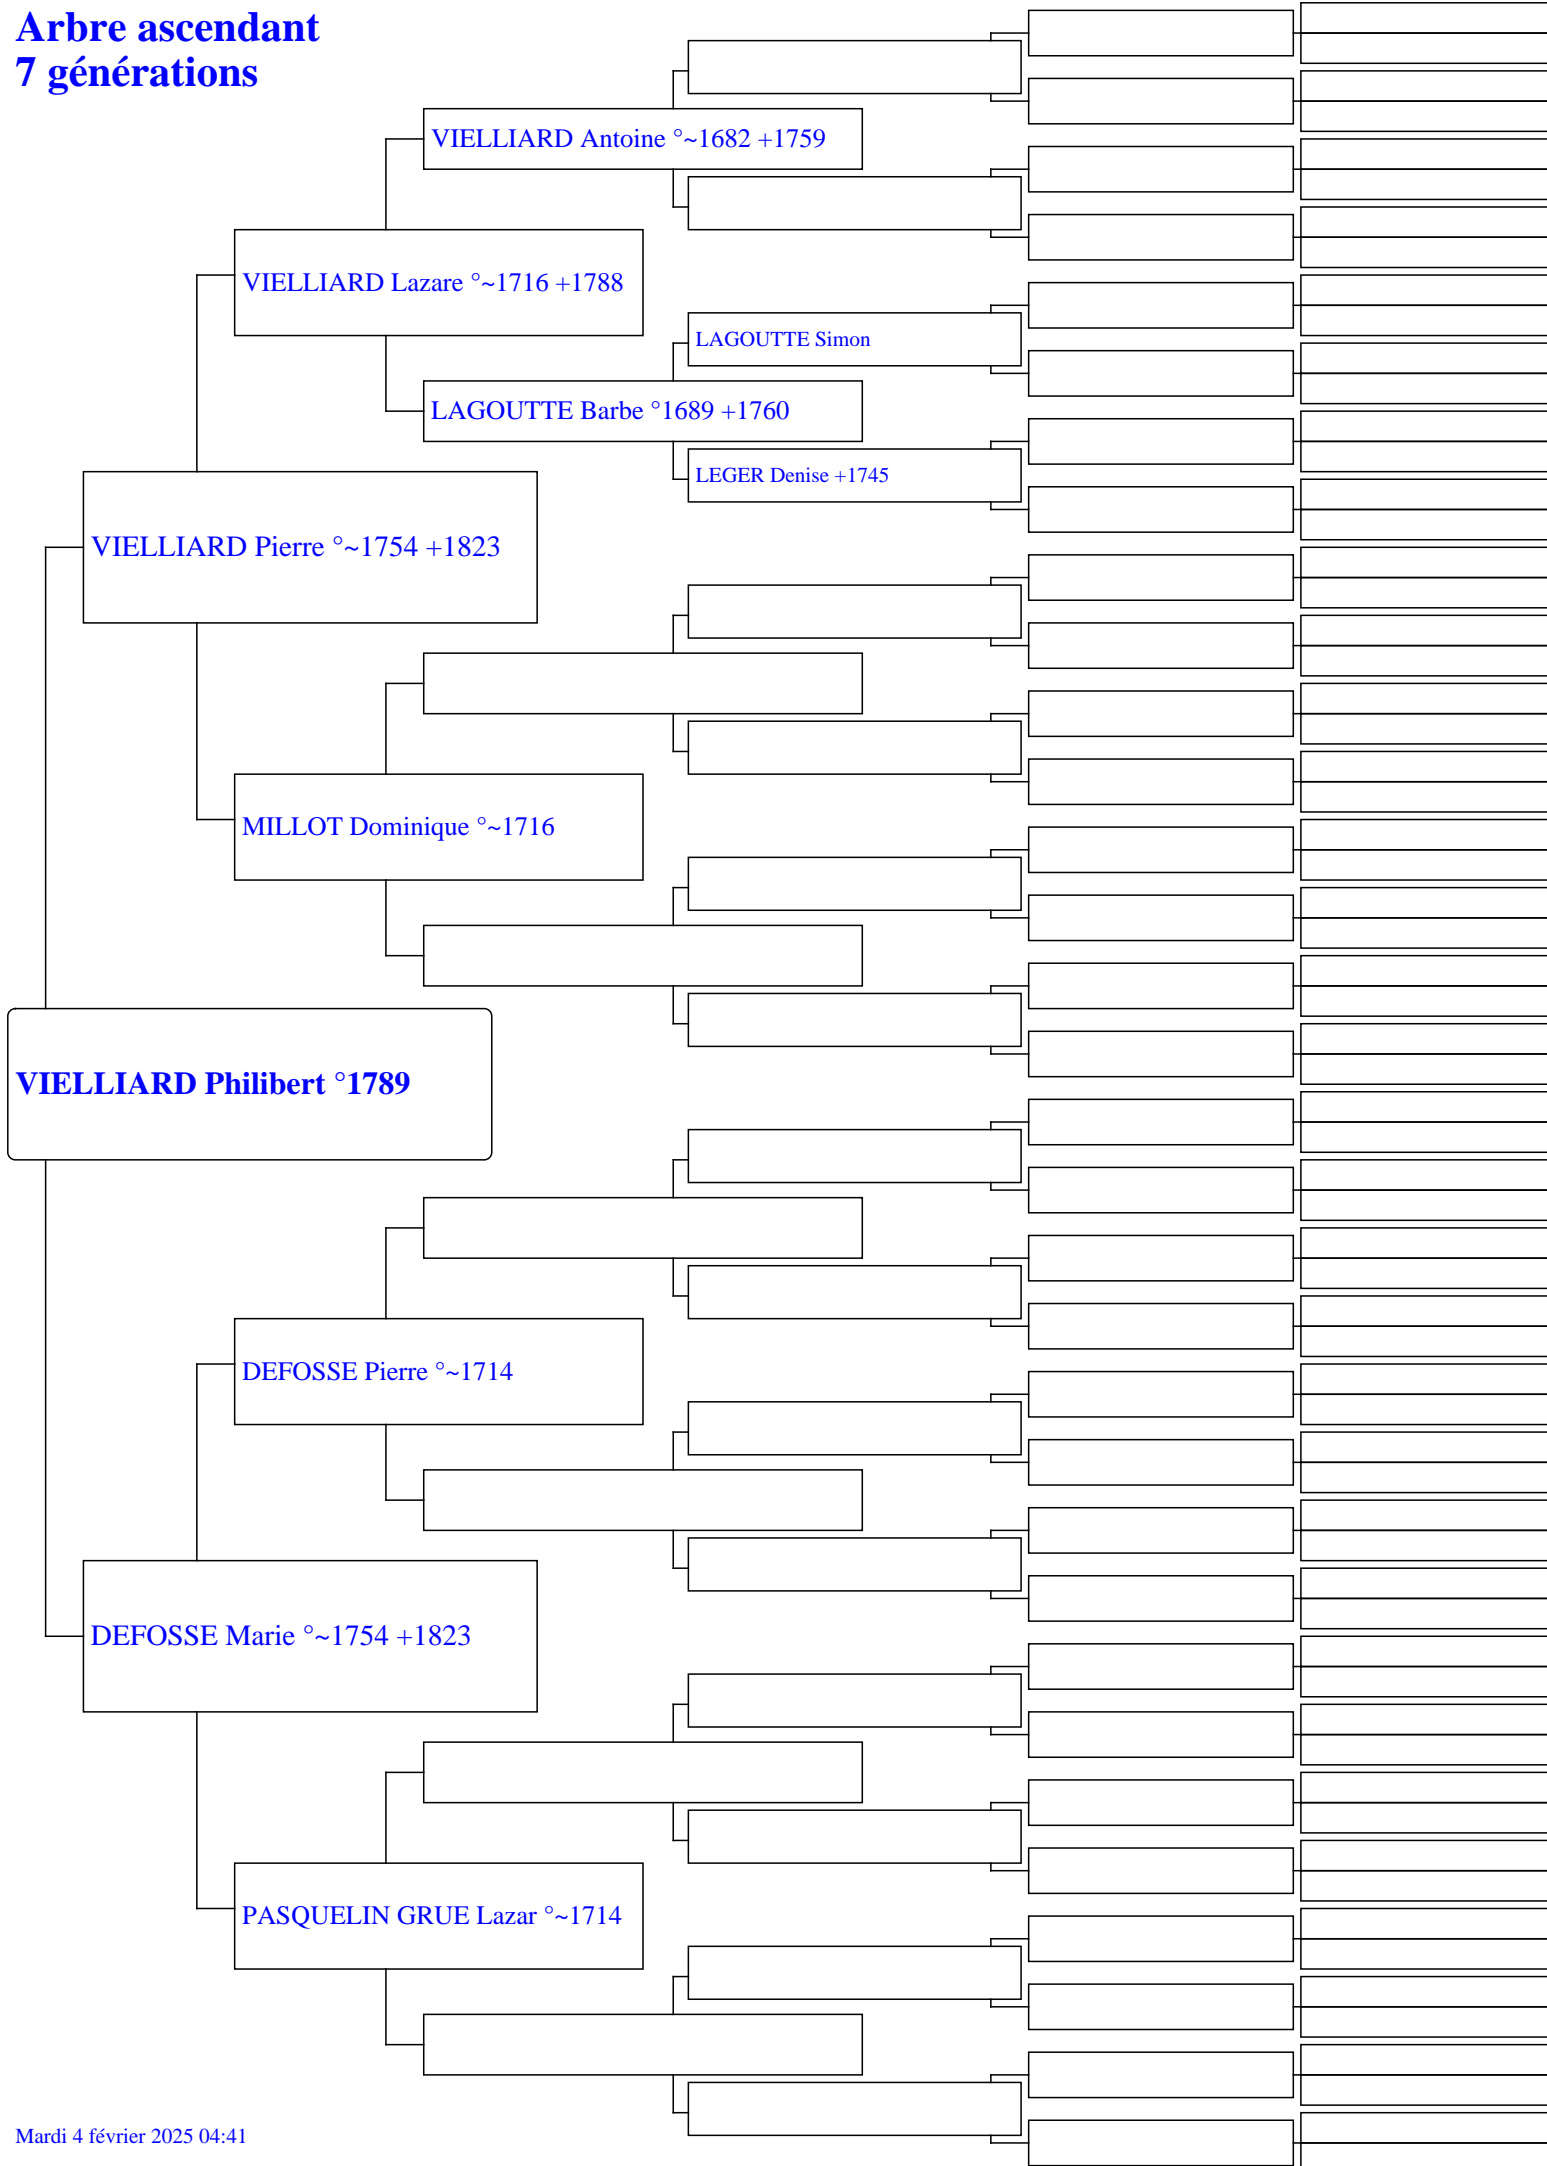 Arbre ascendant
7 générations
VIELLIARD Antoine °~1682 +1759
VIELLIARD Lazare °~1716 +1788
LAGOUTTE Simon
LAGOUTTE Barbe °1689 +1760
LEGER Denise +1745
VIELLIARD Pierre °~1754 +1823
MILLOT Dominique °~1716
VIELLIARD Philibert °1789
DEFOSSE Pierre °~1714
DEFOSSE Marie °~1754 +1823
PASQUELIN GRUE Lazar °~1714
Mardi 4 février 2025 04:41